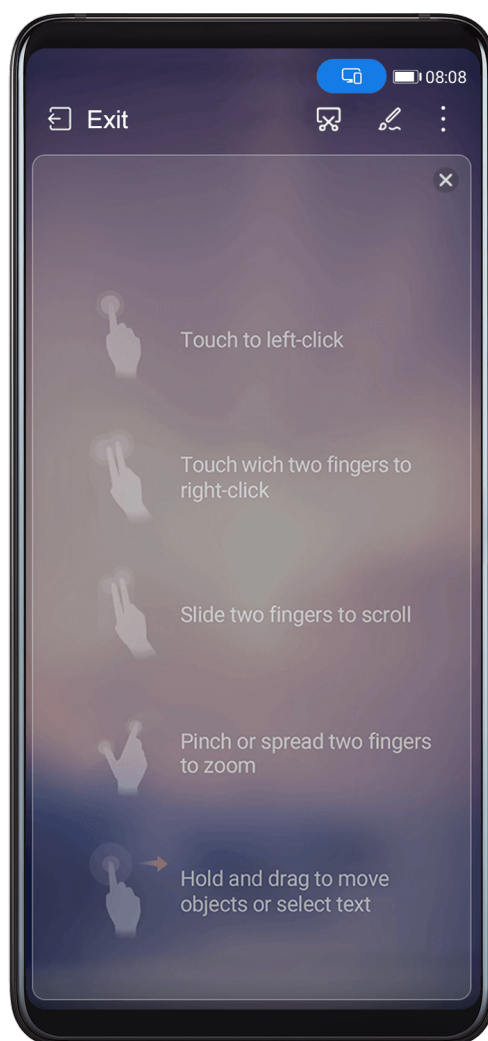 08:08
Exit
Touch to left-click
Touch wich two fingers to
right-click
Slide two fingers to scroll
Pinch or spread two fingers
to zoom
Hold and drag to move
objects or select text